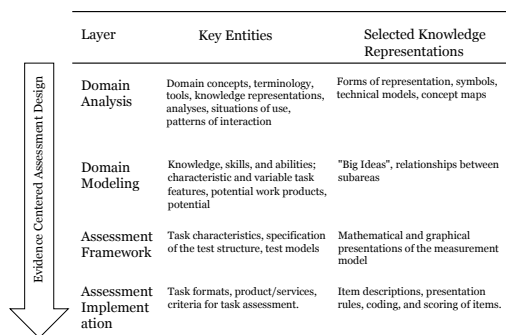 Layer
Key Entities
Selected Knowledge
Representations
Evidence Centered Assessment Design
Domain
Analysis
Domain concepts, terminology,
tools, knowledge representations,
analyses, situations of use,
patterns of interaction
Forms of representation, symbols,
technical models, concept maps
Domain
Modeling
Knowledge, skills, and abilities;
characteristic and variable task
features, potential work products,
potential
"Big Ideas", relationships between
subareas
Assessment
Framework
Task characteristics, specification
of the test structure, test models
Mathematical and graphical
presentations of the measurement
model
Assessment
Implement
ation
Task formats, product/services,
criteria for task assessment.
Item descriptions, presentation
rules, coding, and scoring of items.